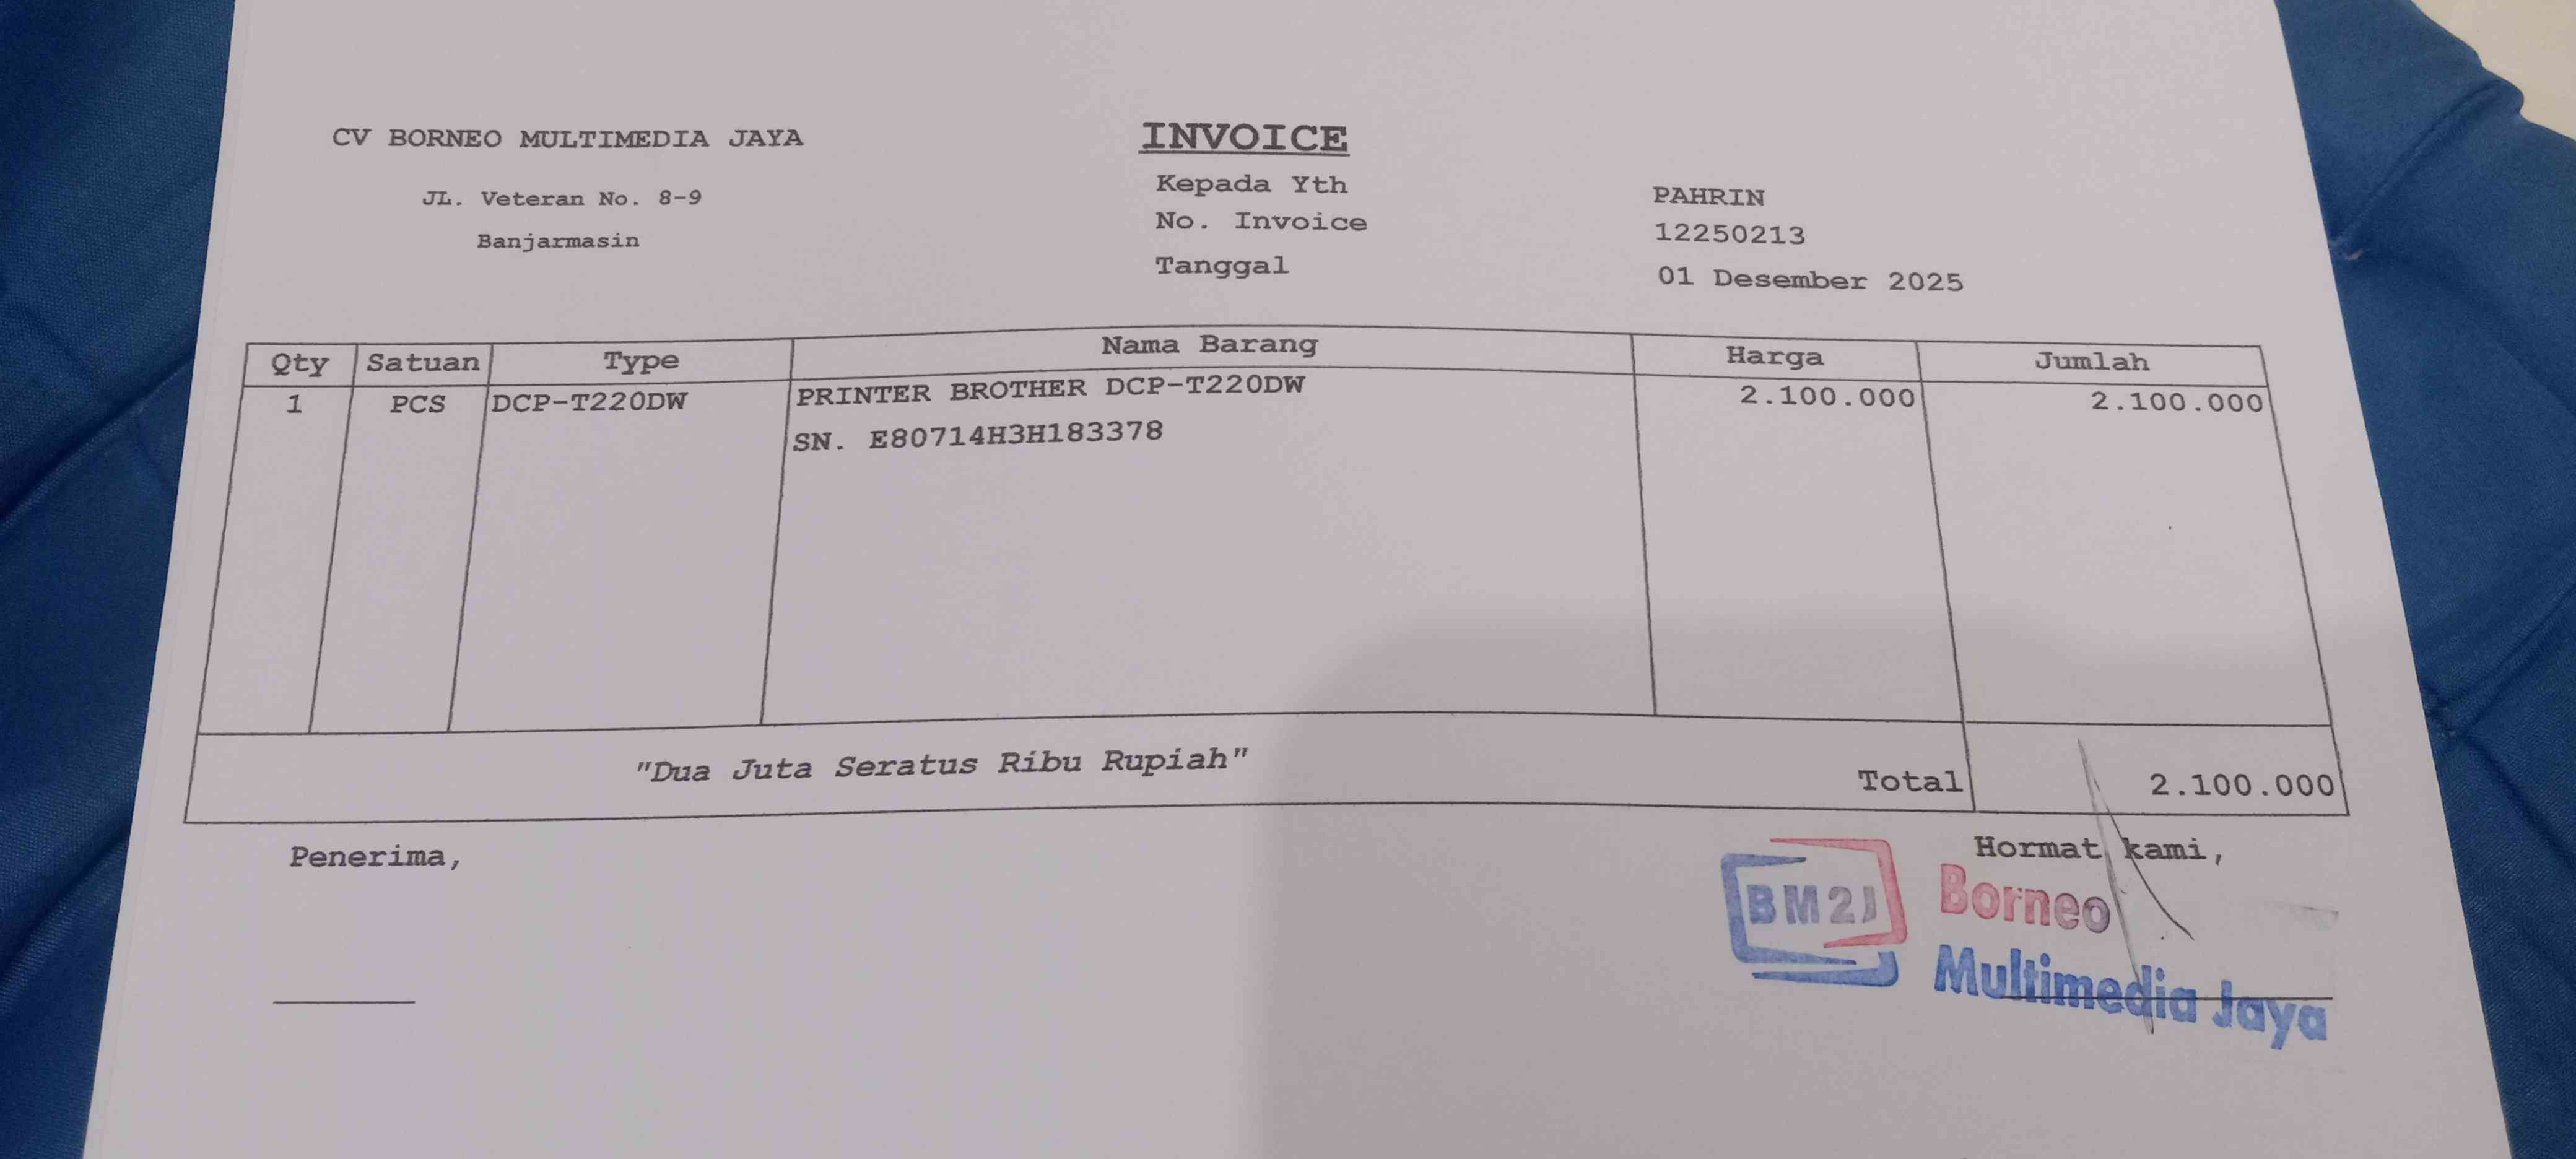 CV BORNEO MULTIMEDIA JAYA
JL. Veteran No. 8-9
Banjarmasin
INVOICE
Kepada Yth PAHRIN
No. Invoice 12250213
Tanggal 01 Desember 2025
Qty Satuan Type Nama Barang Harga Jumlah
1 PCS DCP-T220DW PRINTER BROTHER DCP-T220DW 2.100.000 2.100.000
SN. E80714H3H183378
"Dua Juta Seratus Ribu Rupiah" Total 2.100.000
Penerima, Hormat kami,
BM2J Borneo
Multimedia Jaya